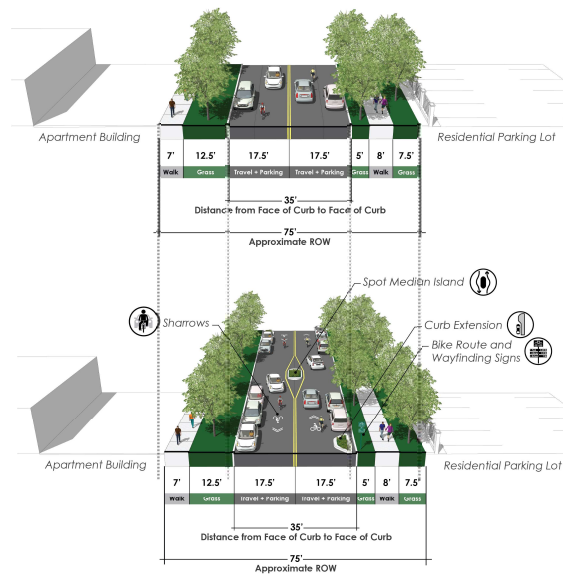 Apartment Building
Residential Parking Lot
7' 12.5' 17.5' 17.5' 5' 8' 7.5'
Walk Grass Travel + Parking Travel + Parking Grass Walk Grass
35'
Distance from Face of Curb to Face of Curb
75'
Approximate ROW
Spot Median Island
Sharrows
Curb Extension
Bike Route and
Wayfinding Signs
Apartment Building
Residential Parking Lot
7' 12.5' 17.5' 17.5' 5' 8' 7.5'
Walk Grass Travel + Parking Travel + Parking Grass Walk Grass
35'
Distance from Face of Curb to Face of Curb
75'
Approximate ROW